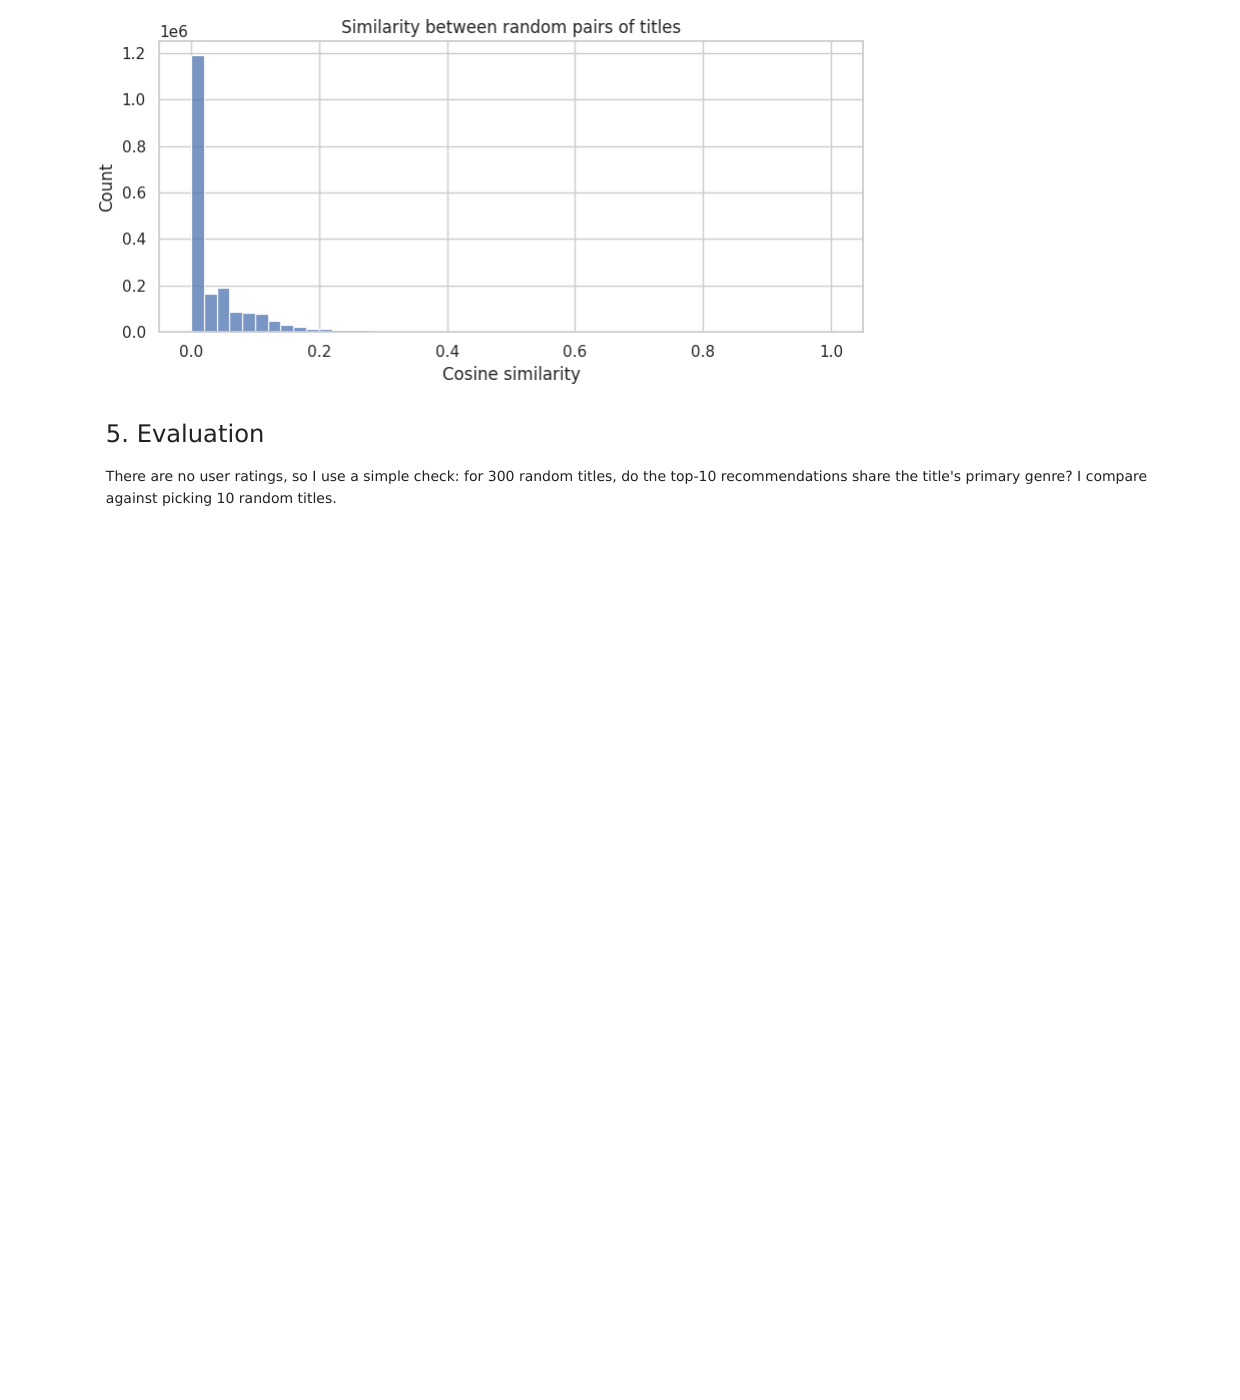 Similarity between random pairs of titles
1e6
1.2
1.0
0.8
0.6
0.4
0.2
0.0
Count
0.0 0.2 0.4 0.6 0.8 1.0
Cosine similarity
5. Evaluation
There are no user ratings, so I use a simple check: for 300 random titles, do the top-10 recommendations share the title's primary genre? I compare
against picking 10 random titles.